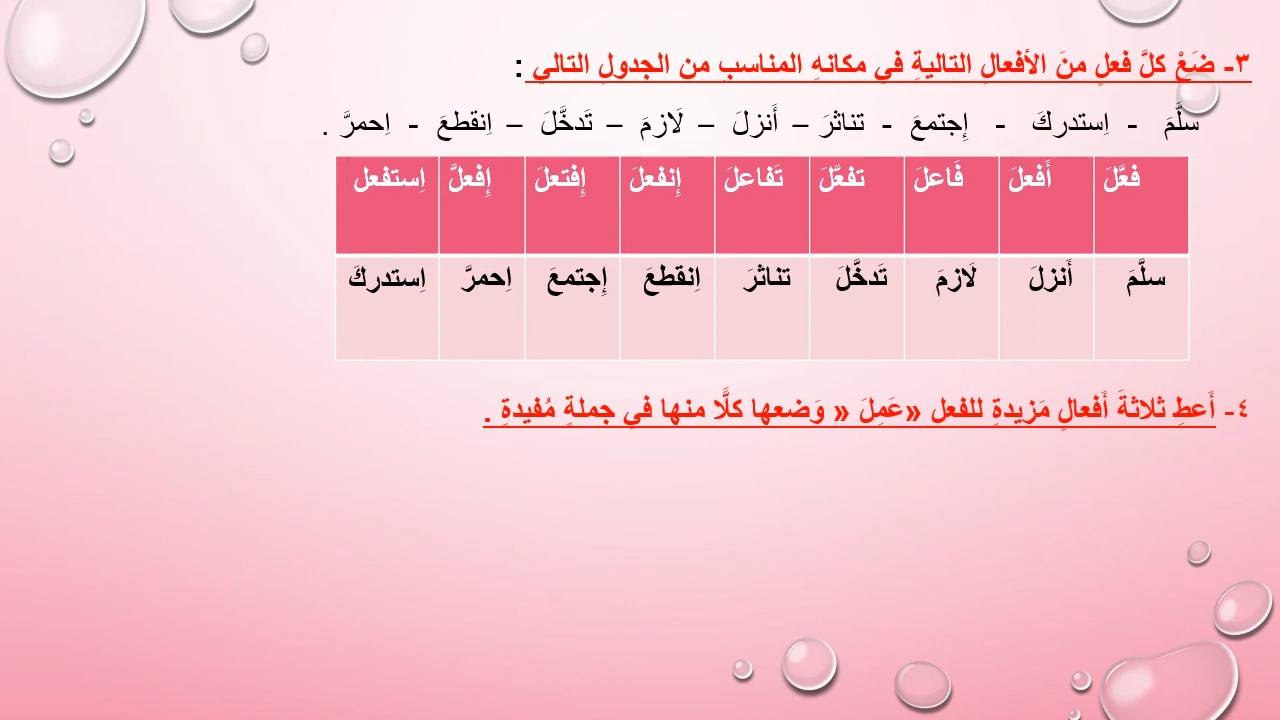 ٣- ضَعْ كلَّ فعلٍ منَ الأفعالِ التاليةِ في مكانهِ المناسبِ من الجدولِ التالي :
سلَّمَ - اِستدركَ - إِجتمعَ - تناثرَ – أَنزلَ – لَازمَ – تَدخَّلَ – اِنقطعَ - اِحمرَّ .
فعَّلَ أَفعلَ فَاعلَ تفعَّلَ تَفاعلَ إِنفعلَ إِفتعلَ إِفعلَّ اِستفعل
سلَّمَ أَنزلَ لَازمَ تَدخَّلَ تناثرَ اِنقطعَ إِجتمعَ اِحمرَّ اِستدركَ
٤- أَعطِ ثلاثةَ أَفعالٍ مَزيدةٍ للفعل «عَمِلَ « وَضعها كلًّا منها في جملةٍ مُفيدةٍ .